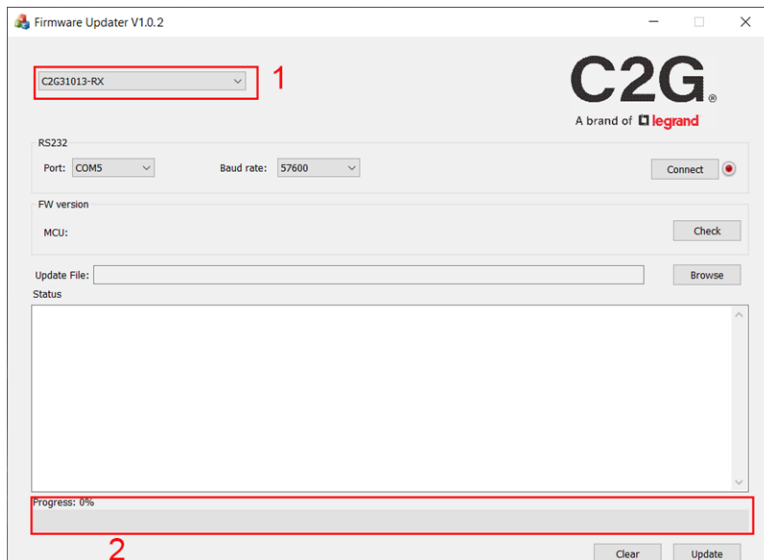 Firmware Updater V1.0.2
C2G31013-RX
1
C2G®
A brand of legrand
RS232
Port: COM5 Baud rate: 57600 Connect
FW version
MCU: Check
Update File: Browse
Status
Progress: 0%
2
Clear Update